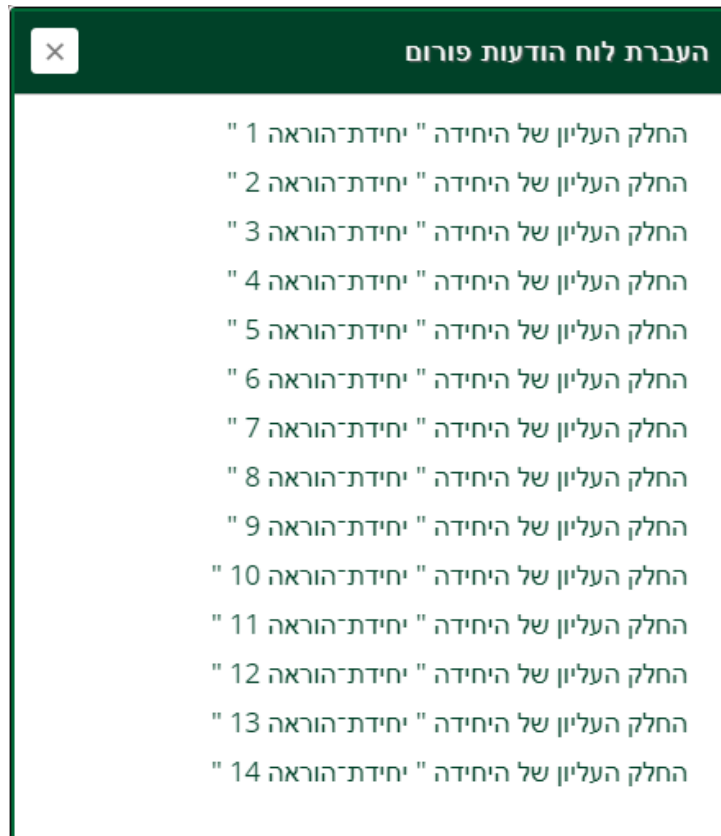 העברת לוח הודעות פורום
החלק העליון של היחידה " יחידת־הוראה 1 "
החלק העליון של היחידה " יחידת־הוראה 2 "
החלק העליון של היחידה " יחידת־הוראה 3 "
החלק העליון של היחידה " יחידת־הוראה 4 "
החלק העליון של היחידה " יחידת־הוראה 5 "
החלק העליון של היחידה " יחידת־הוראה 6 "
החלק העליון של היחידה " יחידת־הוראה 7 "
החלק העליון של היחידה " יחידת־הוראה 8 "
החלק העליון של היחידה " יחידת־הוראה 9 "
החלק העליון של היחידה " יחידת־הוראה 10 "
החלק העליון של היחידה " יחידת־הוראה 11 "
החלק העליון של היחידה " יחידת־הוראה 12 "
החלק העליון של היחידה " יחידת־הוראה 13 "
החלק העליון של היחידה " יחידת־הוראה 14 "